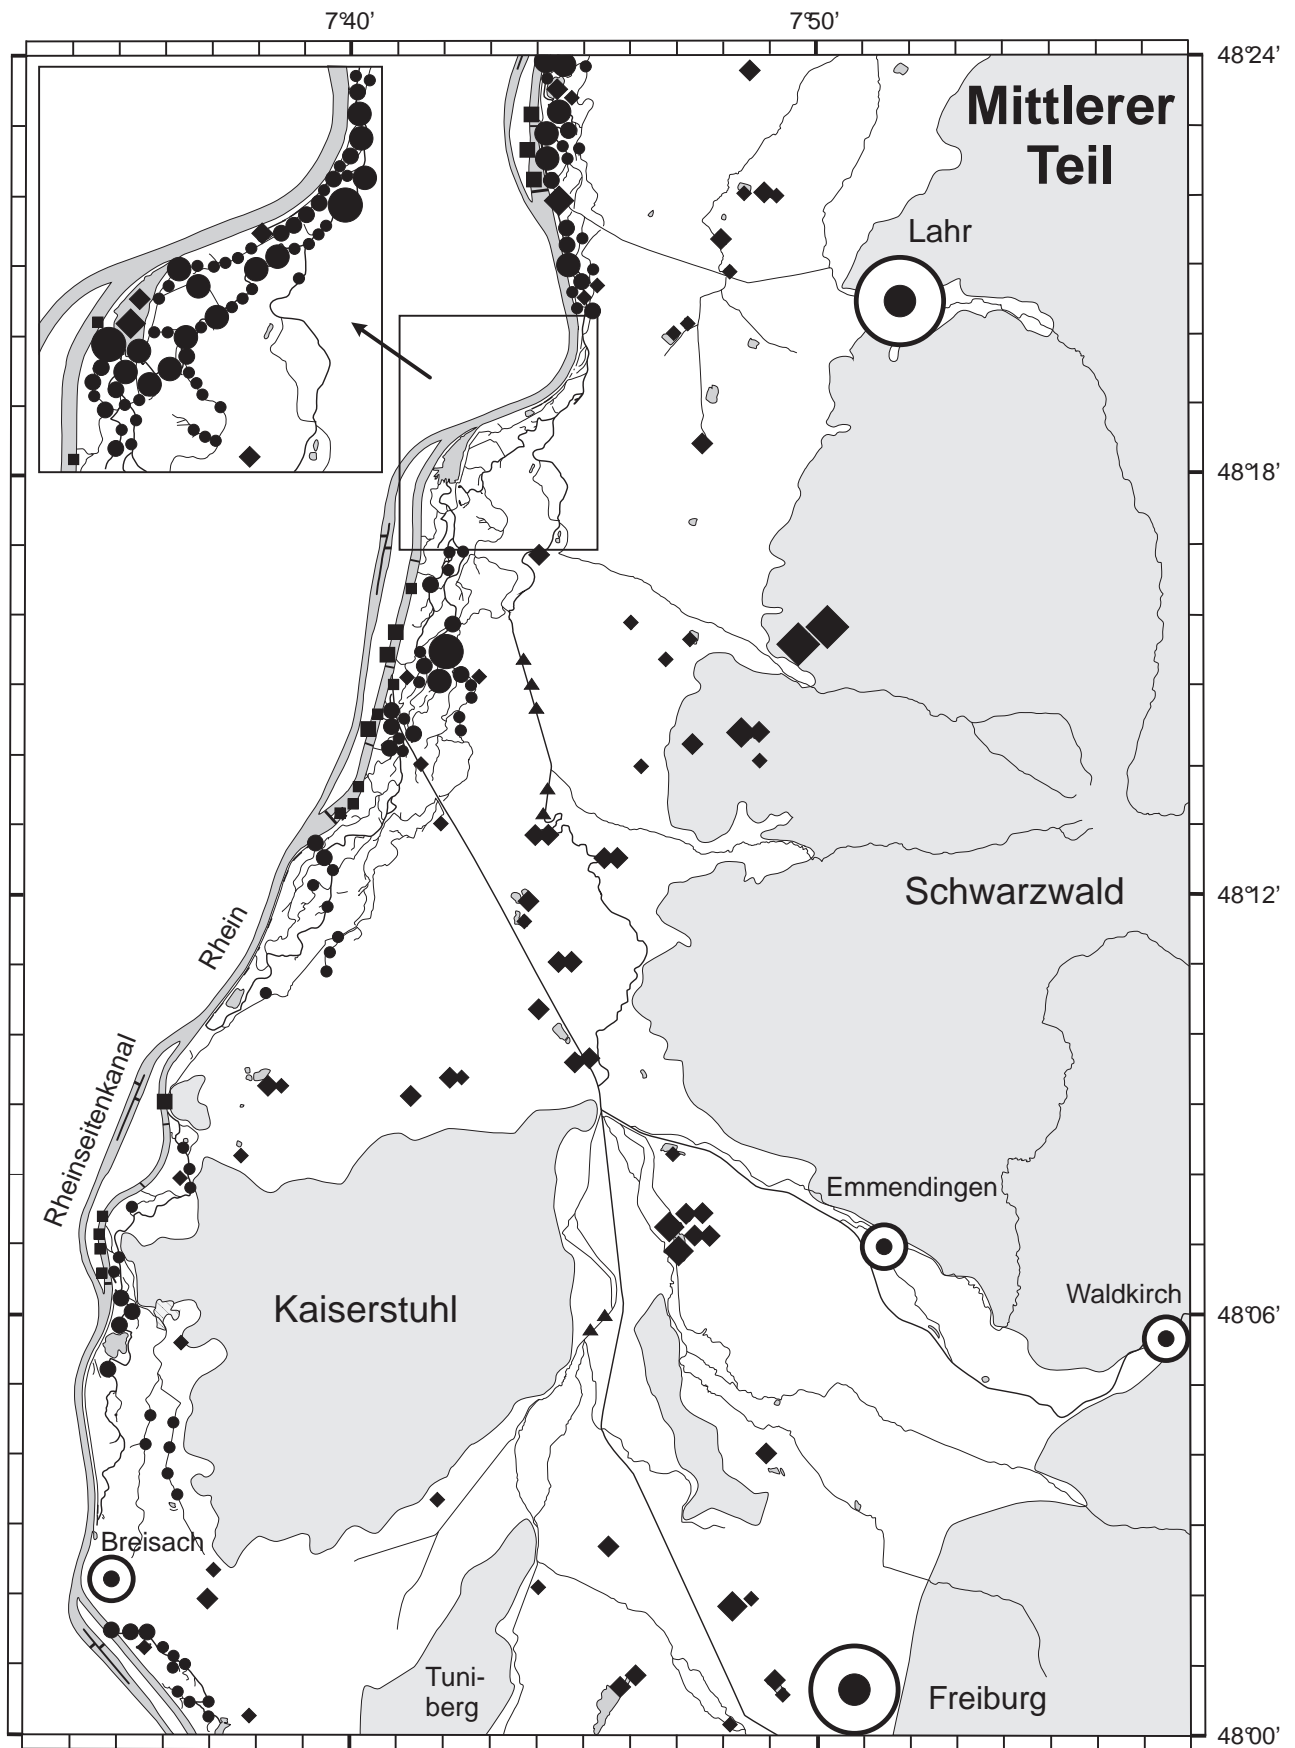 7°40'
7°50'
48°24'
Mittlerer
Teil
Lahr
48°18'
Schwarzwald
48°12'
Rhein
Rheinseitenkanal
Emmendingen
Waldkirch
Kaiserstuhl
48°06'
Breisach
Tuni-
berg
Freiburg
48°00'